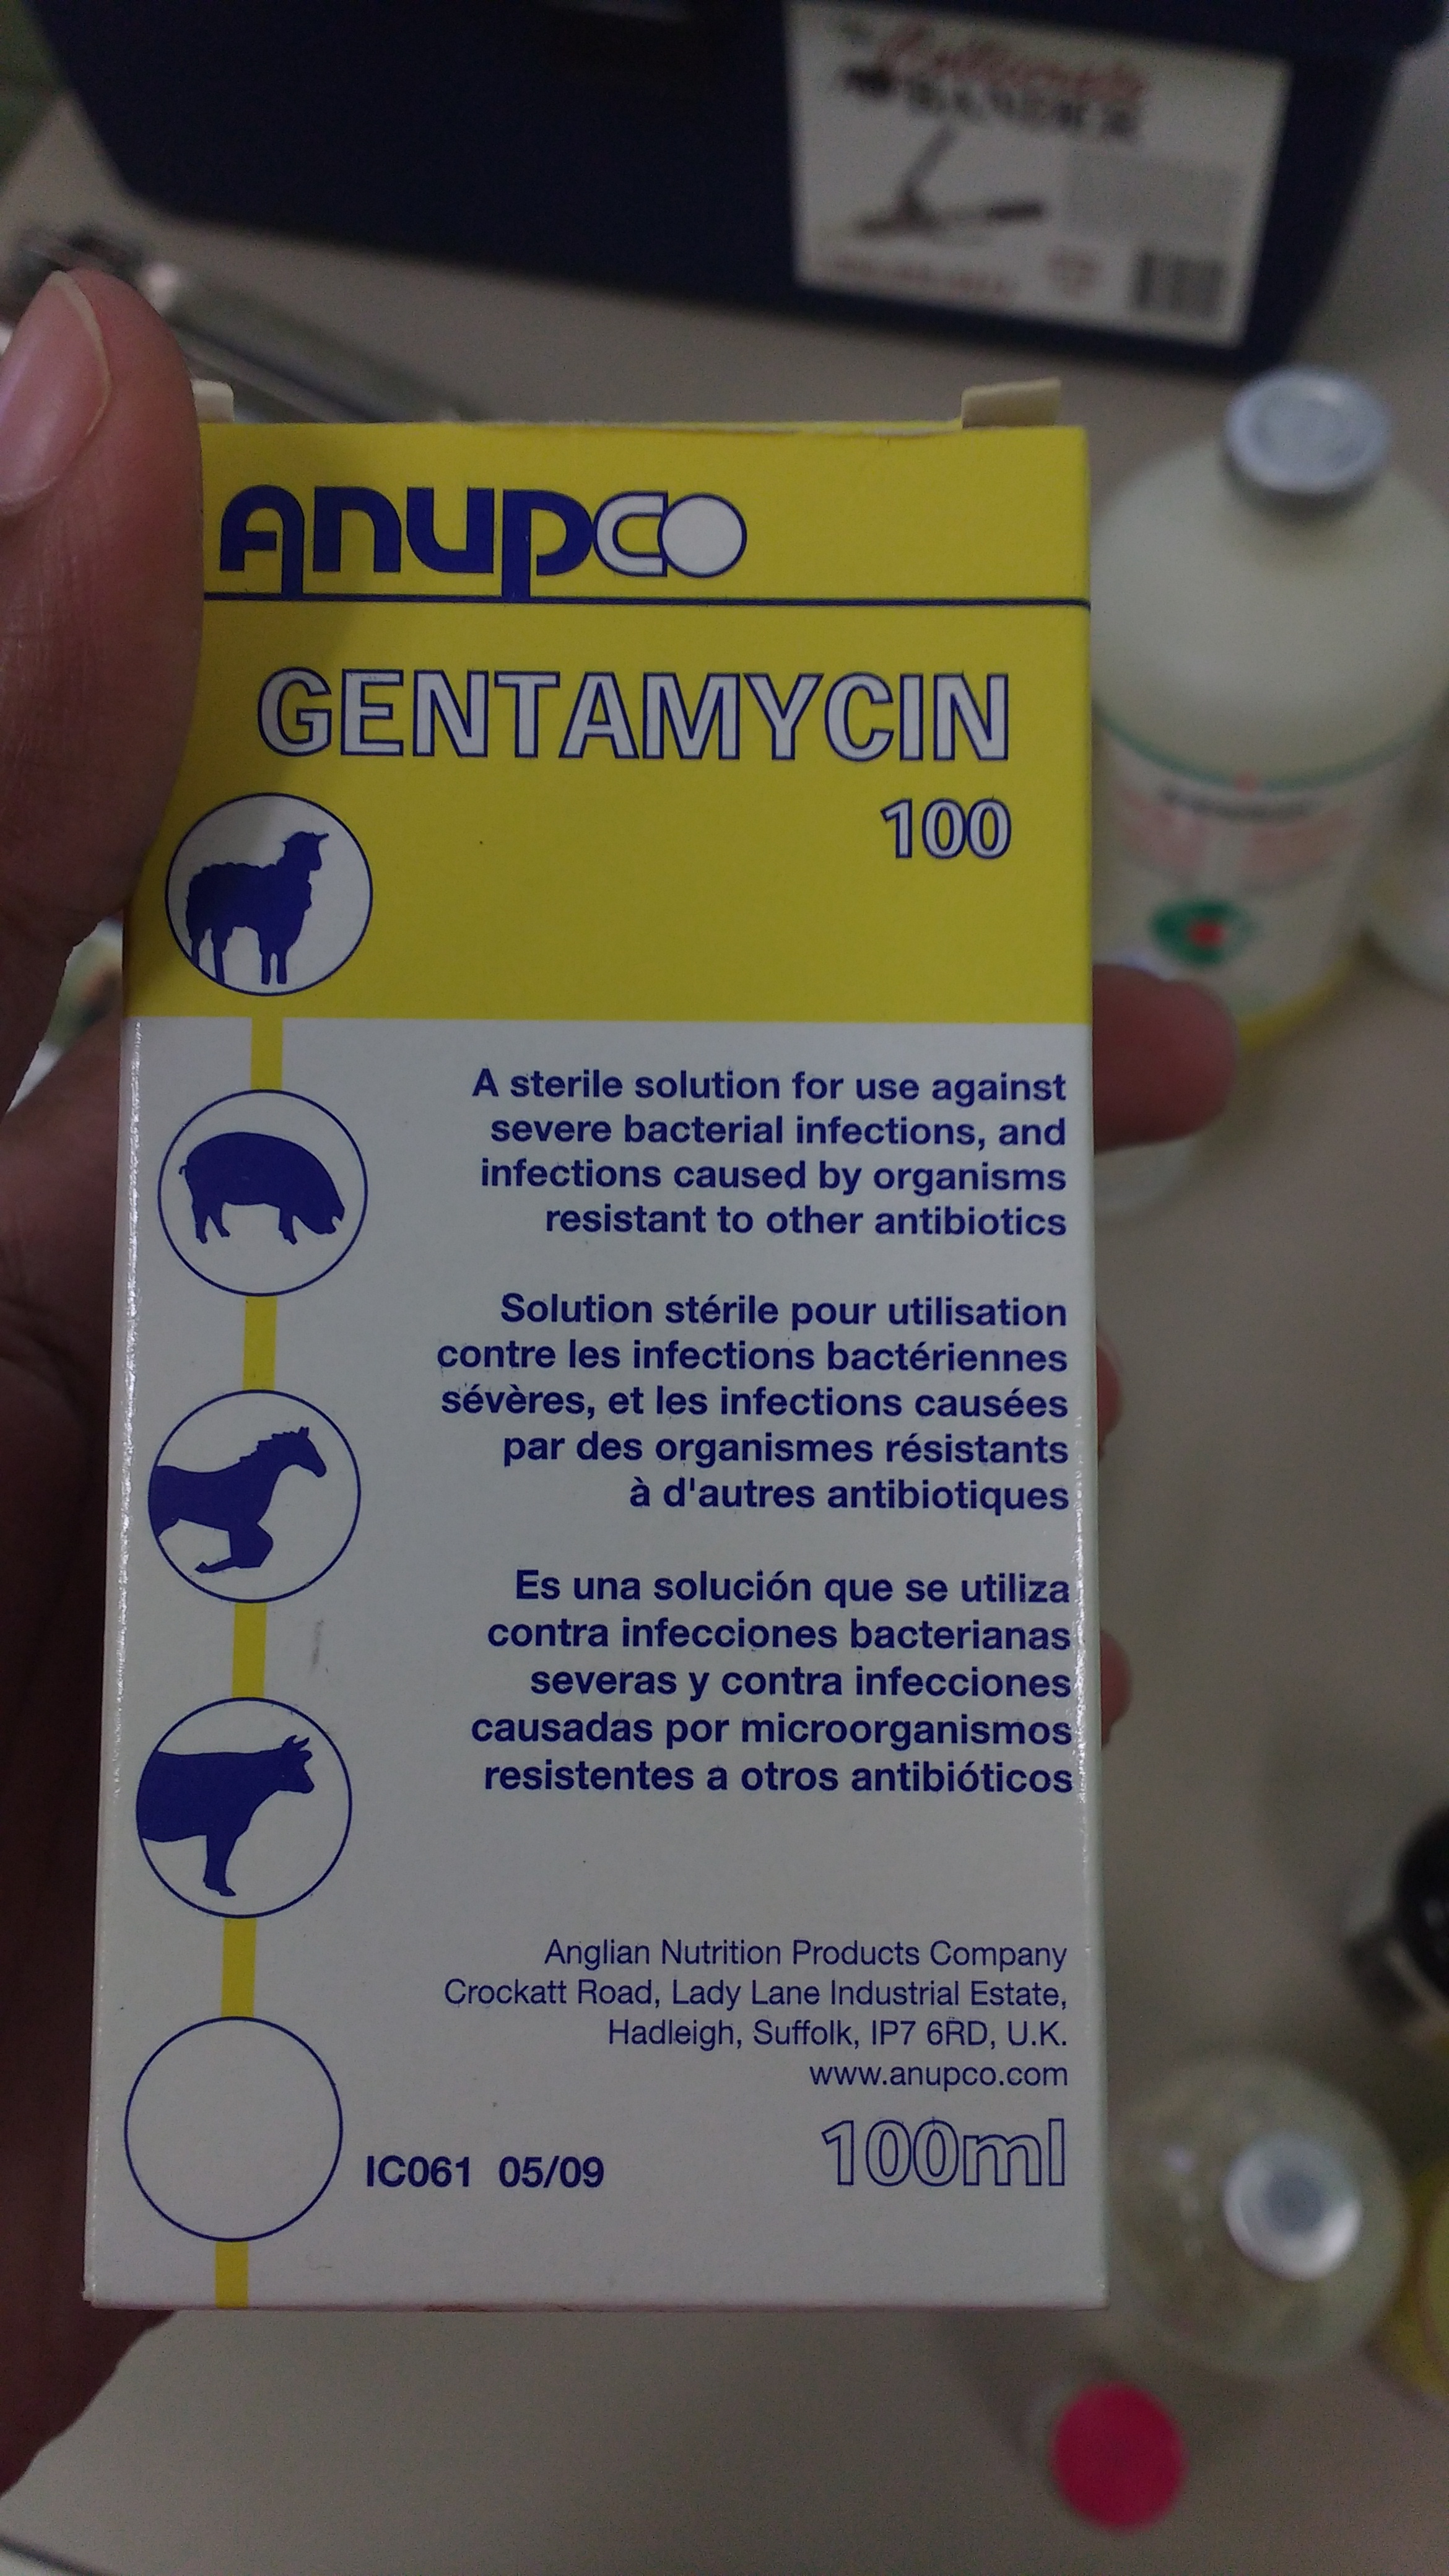 BANDER
Anupco
GENTAMYCIN
100
A sterile solution for use against
severe bacterial infections, and
infections caused by organisms
resistant to other antibiotics
Solution stérile pour utilisation
contre les infections bactériennes
sévères, et les infections causées
par des organismes résistants
à d'autres antibiotiques
Es una solución que se utiliza
contra infecciones bacterianas
severas y contra infecciones
causadas por microorganismos
resistentes a otros antibióticos
Anglian Nutrition Products Company
Crockatt Road, Lady Lane Industrial Estate,
Hadleigh, Suffolk, IP7 6RD, U.K.
www.anupco.com
100ml
IC061 05/09